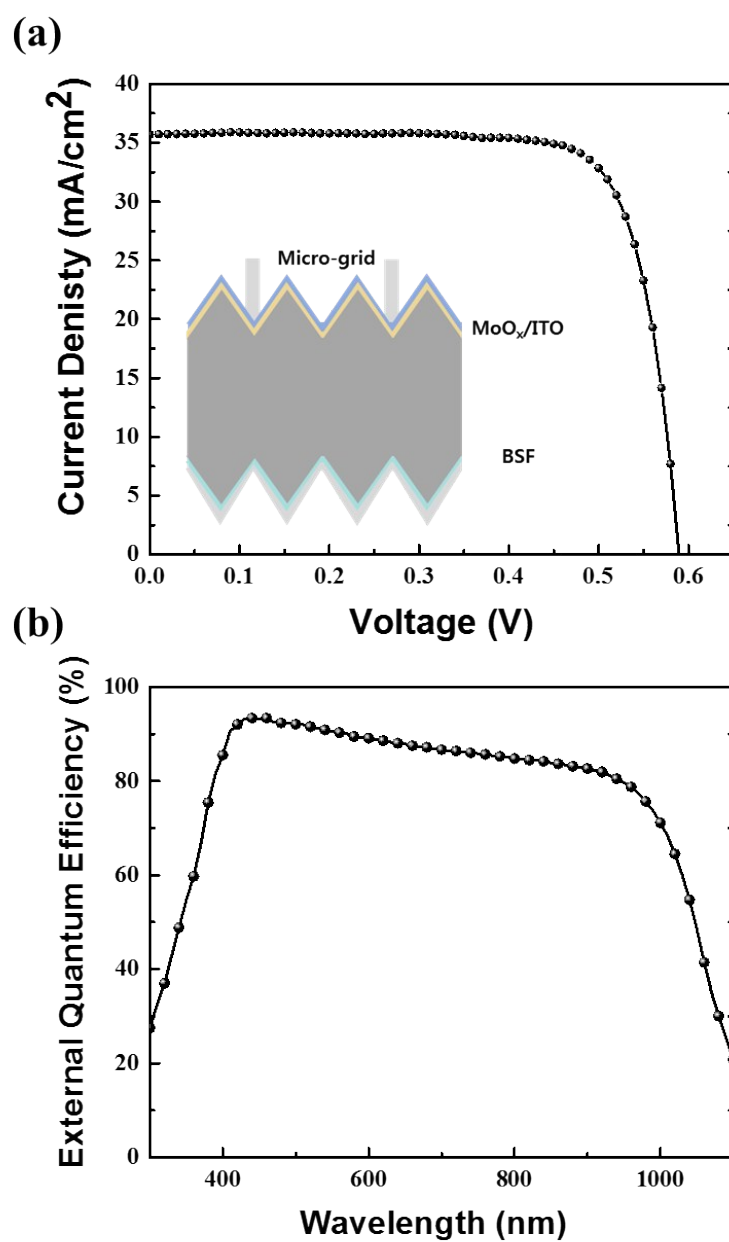 (a)
Current Denisty (mA/cm²)
40
35
30
25
20
15
10
5
0
Micro-grid
MoOₓ/ITO
BSF
0.0 0.1 0.2 0.3 0.4 0.5 0.6
Voltage (V)
(b)
External Quantum Efficiency (%)
100
80
60
40
20
0
400 600 800 1000
Wavelength (nm)